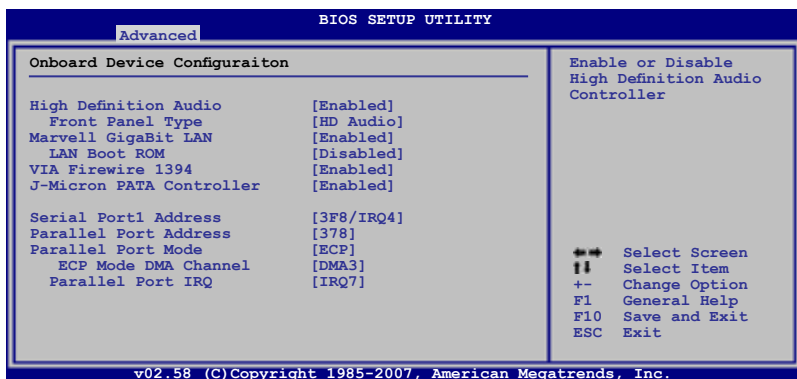 BIOS SETUP UTILITY
Advanced
Onboard Device Configuraiton
High Definition Audio [Enabled]
Front Panel Type [HD Audio]
Marvell GigaBit LAN [Enabled]
LAN Boot ROM [Disabled]
VIA Firewire 1394 [Enabled]
J-Micron PATA Controller [Enabled]
Serial Port1 Address [3F8/IRQ4]
Parallel Port Address [378]
Parallel Port Mode [ECP]
ECP Mode DMA Channel [DMA3]
Parallel Port IRQ [IRQ7]
Enable or Disable
High Definition Audio
Controller
←→ Select Screen
↑↓ Select Item
+- Change Option
F1 General Help
F10 Save and Exit
ESC Exit
v02.58 (C)Copyright 1985-2007, American Megatrends, Inc.